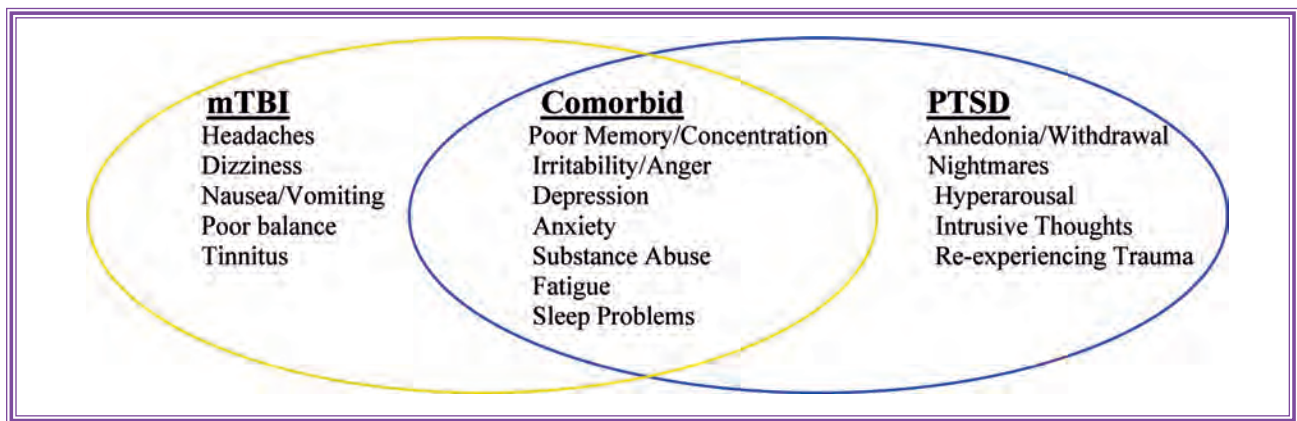 mTBI
Headaches
Dizziness
Nausea/Vomiting
Poor balance
Tinnitus
Comorbid
Poor Memory/Concentration
Irritability/Anger
Depression
Anxiety
Substance Abuse
Fatigue
Sleep Problems
PTSD
Anhedonia/Withdrawal
Nightmares
Hyperarousal
Intrusive Thoughts
Re-experiencing Trauma